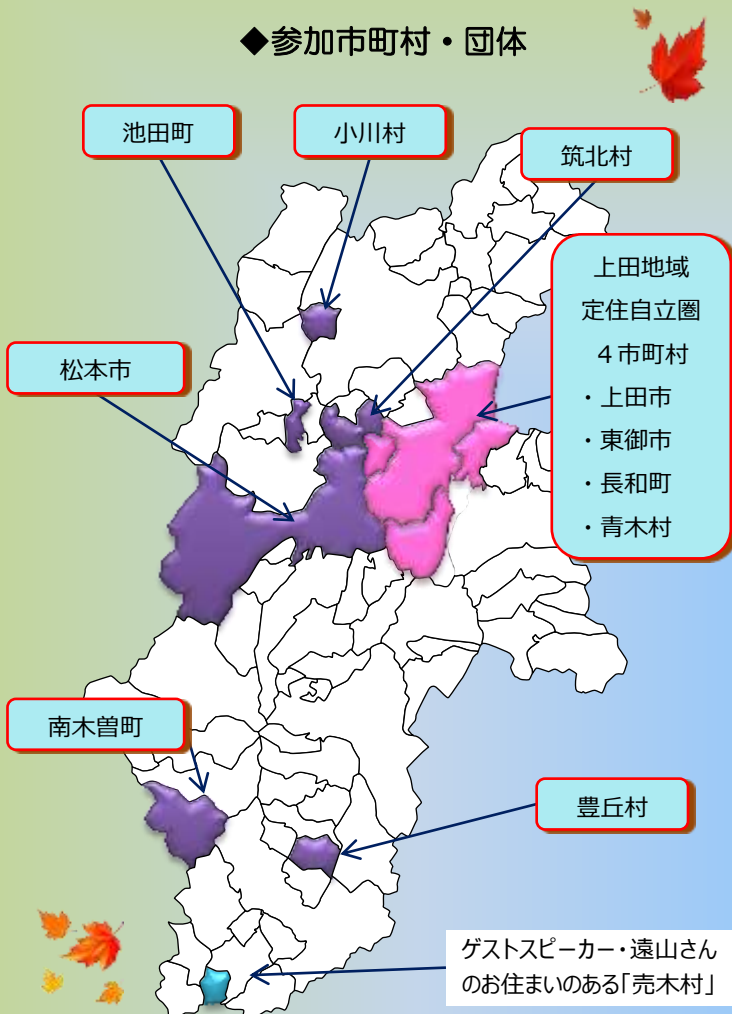 ◆参加市町村・団体
池田町
小川村
筑北村
上田地域
定住自立圏
４市町村
・上田市
・東御市
・長和町
・青木村
松本市
南木曽町
豊丘村
ゲストスピーカー・遠山さん
のお住まいのある「売木村」